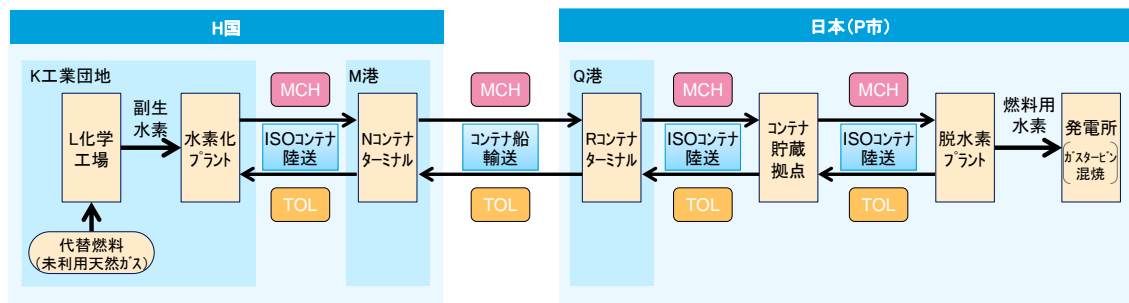 H国
日本(P市)
K工業団地
M港
Q港
L化学
工場
副生
水素
水素化
プラント
MCH
ISOコンテナ
陸送
TOL
Nコンテナ
ターミナル
MCH
コンテナ船
輸送
TOL
Rコンテナ
ターミナル
MCH
ISOコンテナ
陸送
TOL
コンテナ
貯蔵
拠点
MCH
ISOコンテナ
陸送
TOL
脱水素
プラント
燃料用
水素
発電所
(ガスタービン
混焼)
代替燃料
(未利用天然ガス)